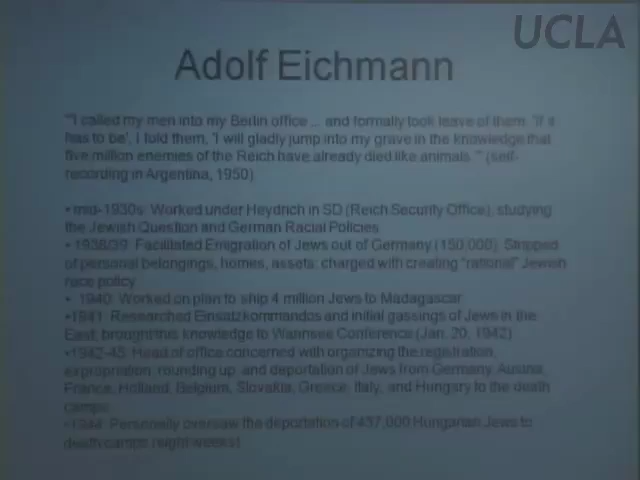 UCLA
Adolf Eichmann
"'I called my men into my Berlin office ... and formally took leave of them. 'If it
has to be', I told them, 'I will gladly jump into my grave in the knowledge that
five million enemies of the Reich have already died like animals.'" (self-
recording in Argentina, 1950)
• mid-1930s: Worked under Heydrich in SD (Reich Security Office), studying
the Jewish Question and German Racial Policies
• 1938/39: Facilitated Emigration of Jews out of Germany (150,000). Stripped
of personal belongings, homes, assets; charged with creating "rational" Jewish
race policy
• 1940: Worked on plan to ship 4 million Jews to Madagascar
•1941: Researched Einsatzkommandos and initial gassings of Jews in the
East; brought this knowledge to Wannsee Conference (Jan. 20, 1942)
•1942-45: Head of office concerned with organizing the registration,
expropriation, rounding up, and deportation of Jews from Germany, Austria,
France, Holland, Belgium, Slovakia, Greece, Italy, and Hungary to the death
camps
•1944: Personally oversaw the deportation of 437,000 Hungarian Jews to
death camps (eight weeks)